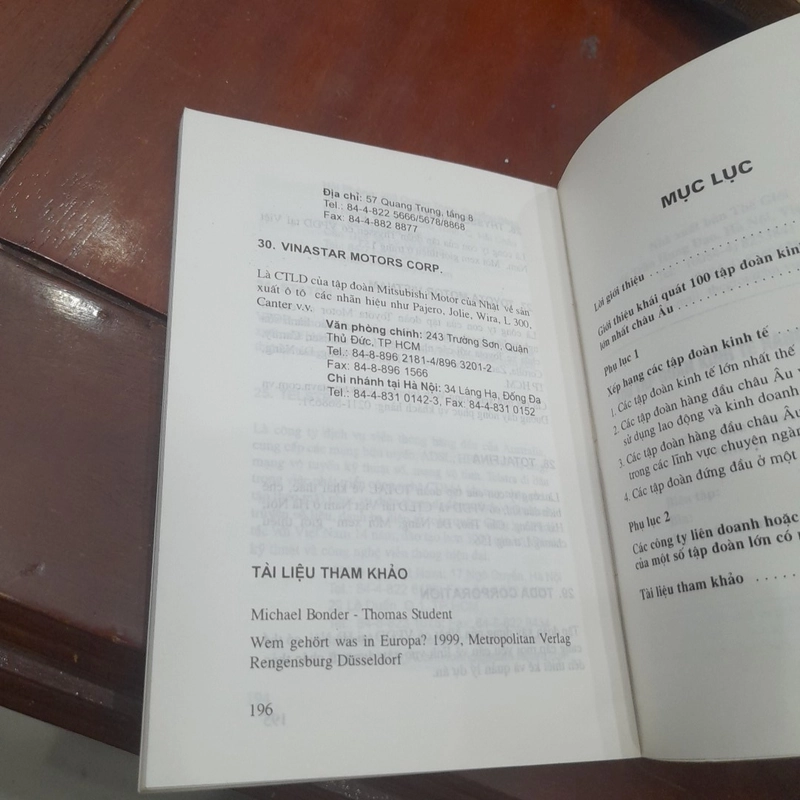 Địa chỉ: 57 Quang Trung, tầng 8
Tel.: 84-4-822 5666/5678/8868
Fax: 84-4-882 8877
30. VINASTAR MOTORS CORP.
Là CTLD của tập đoàn Mitsubishi Motor của Nhật về sản
xuất ô tô các nhãn hiệu như Pajero, Jolie, Wira, L 300,
Canter v.v.
Văn phòng chính: 243 Trường Sơn, Quận
Thủ Đức, TP HCM.
Tel.: 84-8-896 2181-4/896 3201-2
Fax: 84-8-896 1566
Chi nhánh tại Hà Nội: 34 Láng Hạ, Đống Đa
Tel.: 84-4-831 0142-3, Fax: 84-4-831 0152
TÀI LIỆU THAM KHẢO
Michael Bonder - Thomas Student
Wem gehört was in Europa? 1999, Metropolitan Verlag
Rengensburg Düsseldorf
196
MỤC LỤC
Lời giới thiệu
Giới thiệu khái quát 100 tập đoàn kin
lớn nhất châu Âu
Phụ lục 1
Xếp hạng các tập đoàn kinh tế
1. Các tập đoàn kinh tế lớn nhất thế
2. Các tập đoàn hàng đầu châu Âu v
sử dụng lao động và kinh doanh
3. Các tập đoàn hàng đầu châu Âu
trong các lĩnh vực chuyên ngàn
4. Các tập đoàn đứng đầu ở một
Phụ lục 2
Các công ty liên doanh hoặc
của một số tập đoàn lớn có
Tài liệu tham khảo